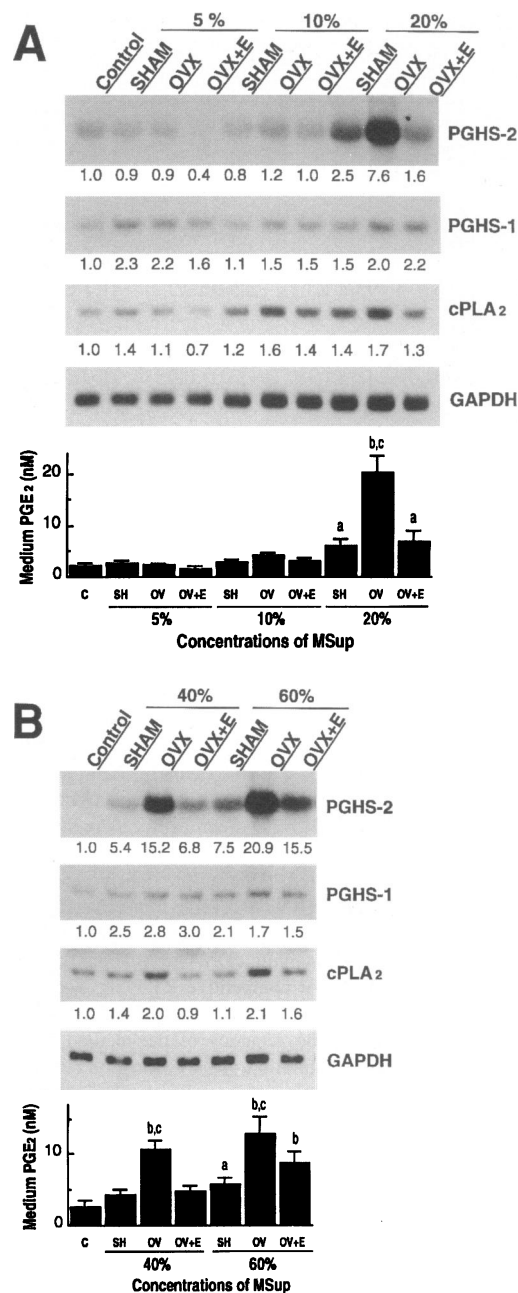 A
5 %
10%
20%
Control
SHAM
OVX
OVX+E
SHAM
OVX
OVX+E
SHAM
OVX
OVX+E
PGHS-2
1.0 0.9 0.9 0.4 0.8 1.2 1.0 2.5 7.6 1.6
PGHS-1
1.0 2.3 2.2 1.6 1.1 1.5 1.5 1.5 2.0 2.2
cPLA2
1.0 1.4 1.1 0.7 1.2 1.6 1.4 1.4 1.7 1.3
GAPDH
Medium PGE2 (nM)
20
10
0
a
b,c
a
C SH OV OV+E SH OV OV+E SH OV OV+E
5% 10% 20%
Concentrations of MSup
B
40%
60%
Control
SHAM
OVX
OVX+E
SHAM
OVX
OVX+E
PGHS-2
1.0 5.4 15.2 6.8 7.5 20.9 15.5
PGHS-1
1.0 2.5 2.8 3.0 2.1 1.7 1.5
cPLA2
1.0 1.4 2.0 0.9 1.1 2.1 1.6
GAPDH
Medium PGE2 (nM)
10
0
b,c
a
b,c
b
C SH OV OV+E SH OV OV+E
40% 60%
Concentrations of MSup